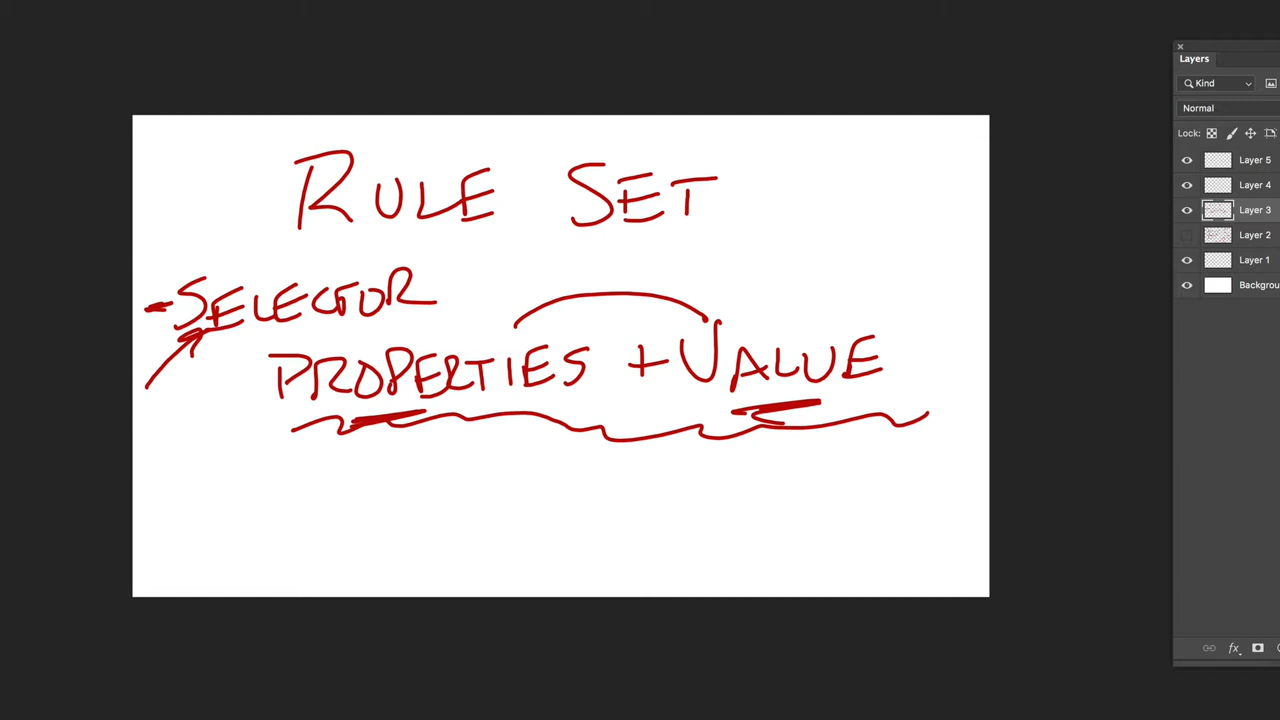 RULE SET
- SELECTOR
PROPERTIES + VALUE
Layers
Kind
Normal
Lock:
Layer 5
Layer 4
Layer 3
Layer 2
Layer 1
Backgrou
fx